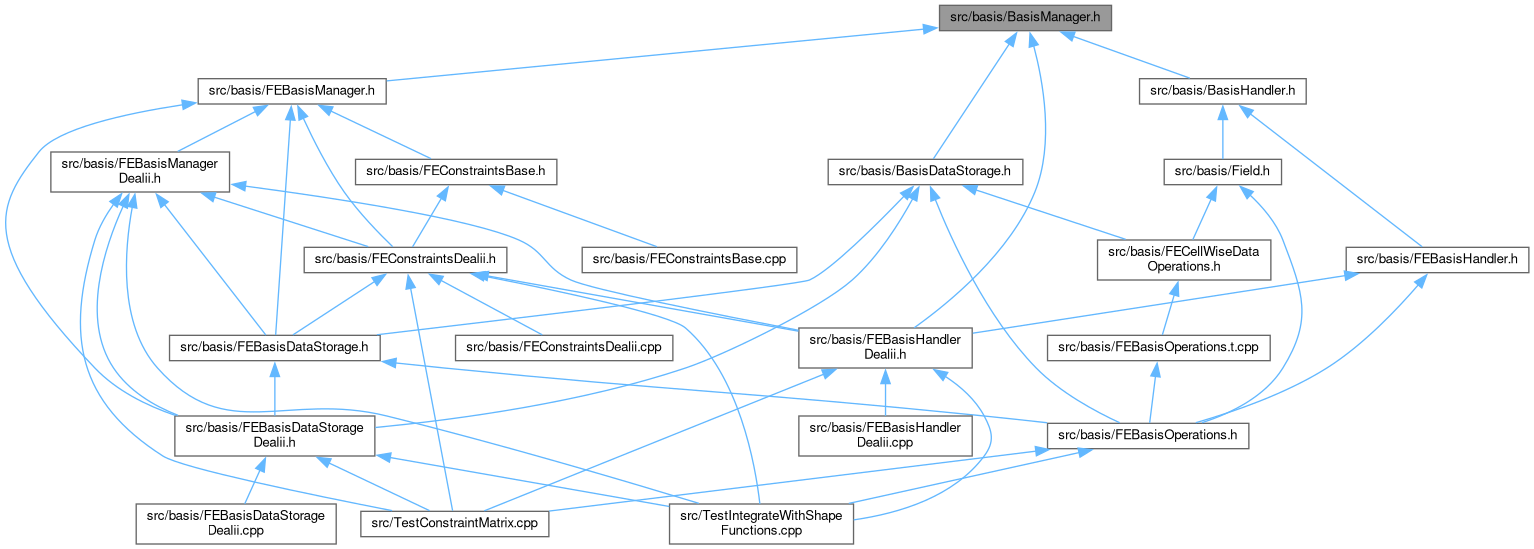 src/basis/BasisManager.h
src/basis/FEBasisManager.h
src/basis/BasisHandler.h
src/basis/FEBasisManager
Dealii.h
src/basis/FEConstraintsBase.h
src/basis/BasisDataStorage.h
src/basis/Field.h
src/basis/FEConstraintsDealii.h
src/basis/FEConstraintsBase.cpp
src/basis/FECellWiseData
Operations.h
src/basis/FEBasisHandler.h
src/basis/FEBasisDataStorage.h
src/basis/FEConstraintsDealii.cpp
src/basis/FEBasisHandler
Dealii.h
src/basis/FEBasisOperations.t.cpp
src/basis/FEBasisDataStorage
Dealii.h
src/basis/FEBasisHandler
Dealii.cpp
src/basis/FEBasisOperations.h
src/basis/FEBasisDataStorage
Dealii.cpp
src/TestConstraintMatrix.cpp
src/TestIntegrateWithShape
Functions.cpp